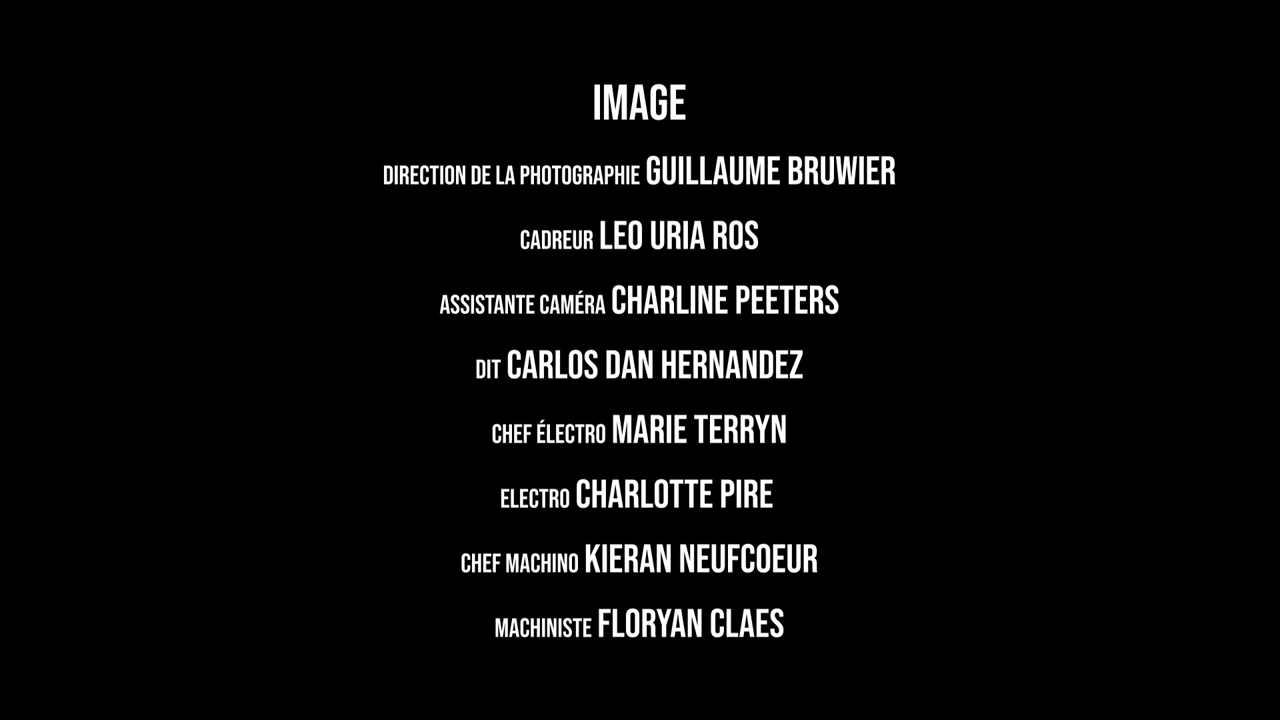 IMAGE
DIRECTION DE LA PHOTOGRAPHIE GUILLAUME BRUWIER
CADREUR LEO URIA ROS
ASSISTANTE CAMÉRA CHARLINE PEETERS
DIT CARLOS DAN HERNANDEZ
CHEF ÉLECTRO MARIE TERRYN
ELECTRO CHARLOTTE PIRE
CHEF MACHINO KIERAN NEUFCOEUR
MACHINISTE FLORYAN CLAES